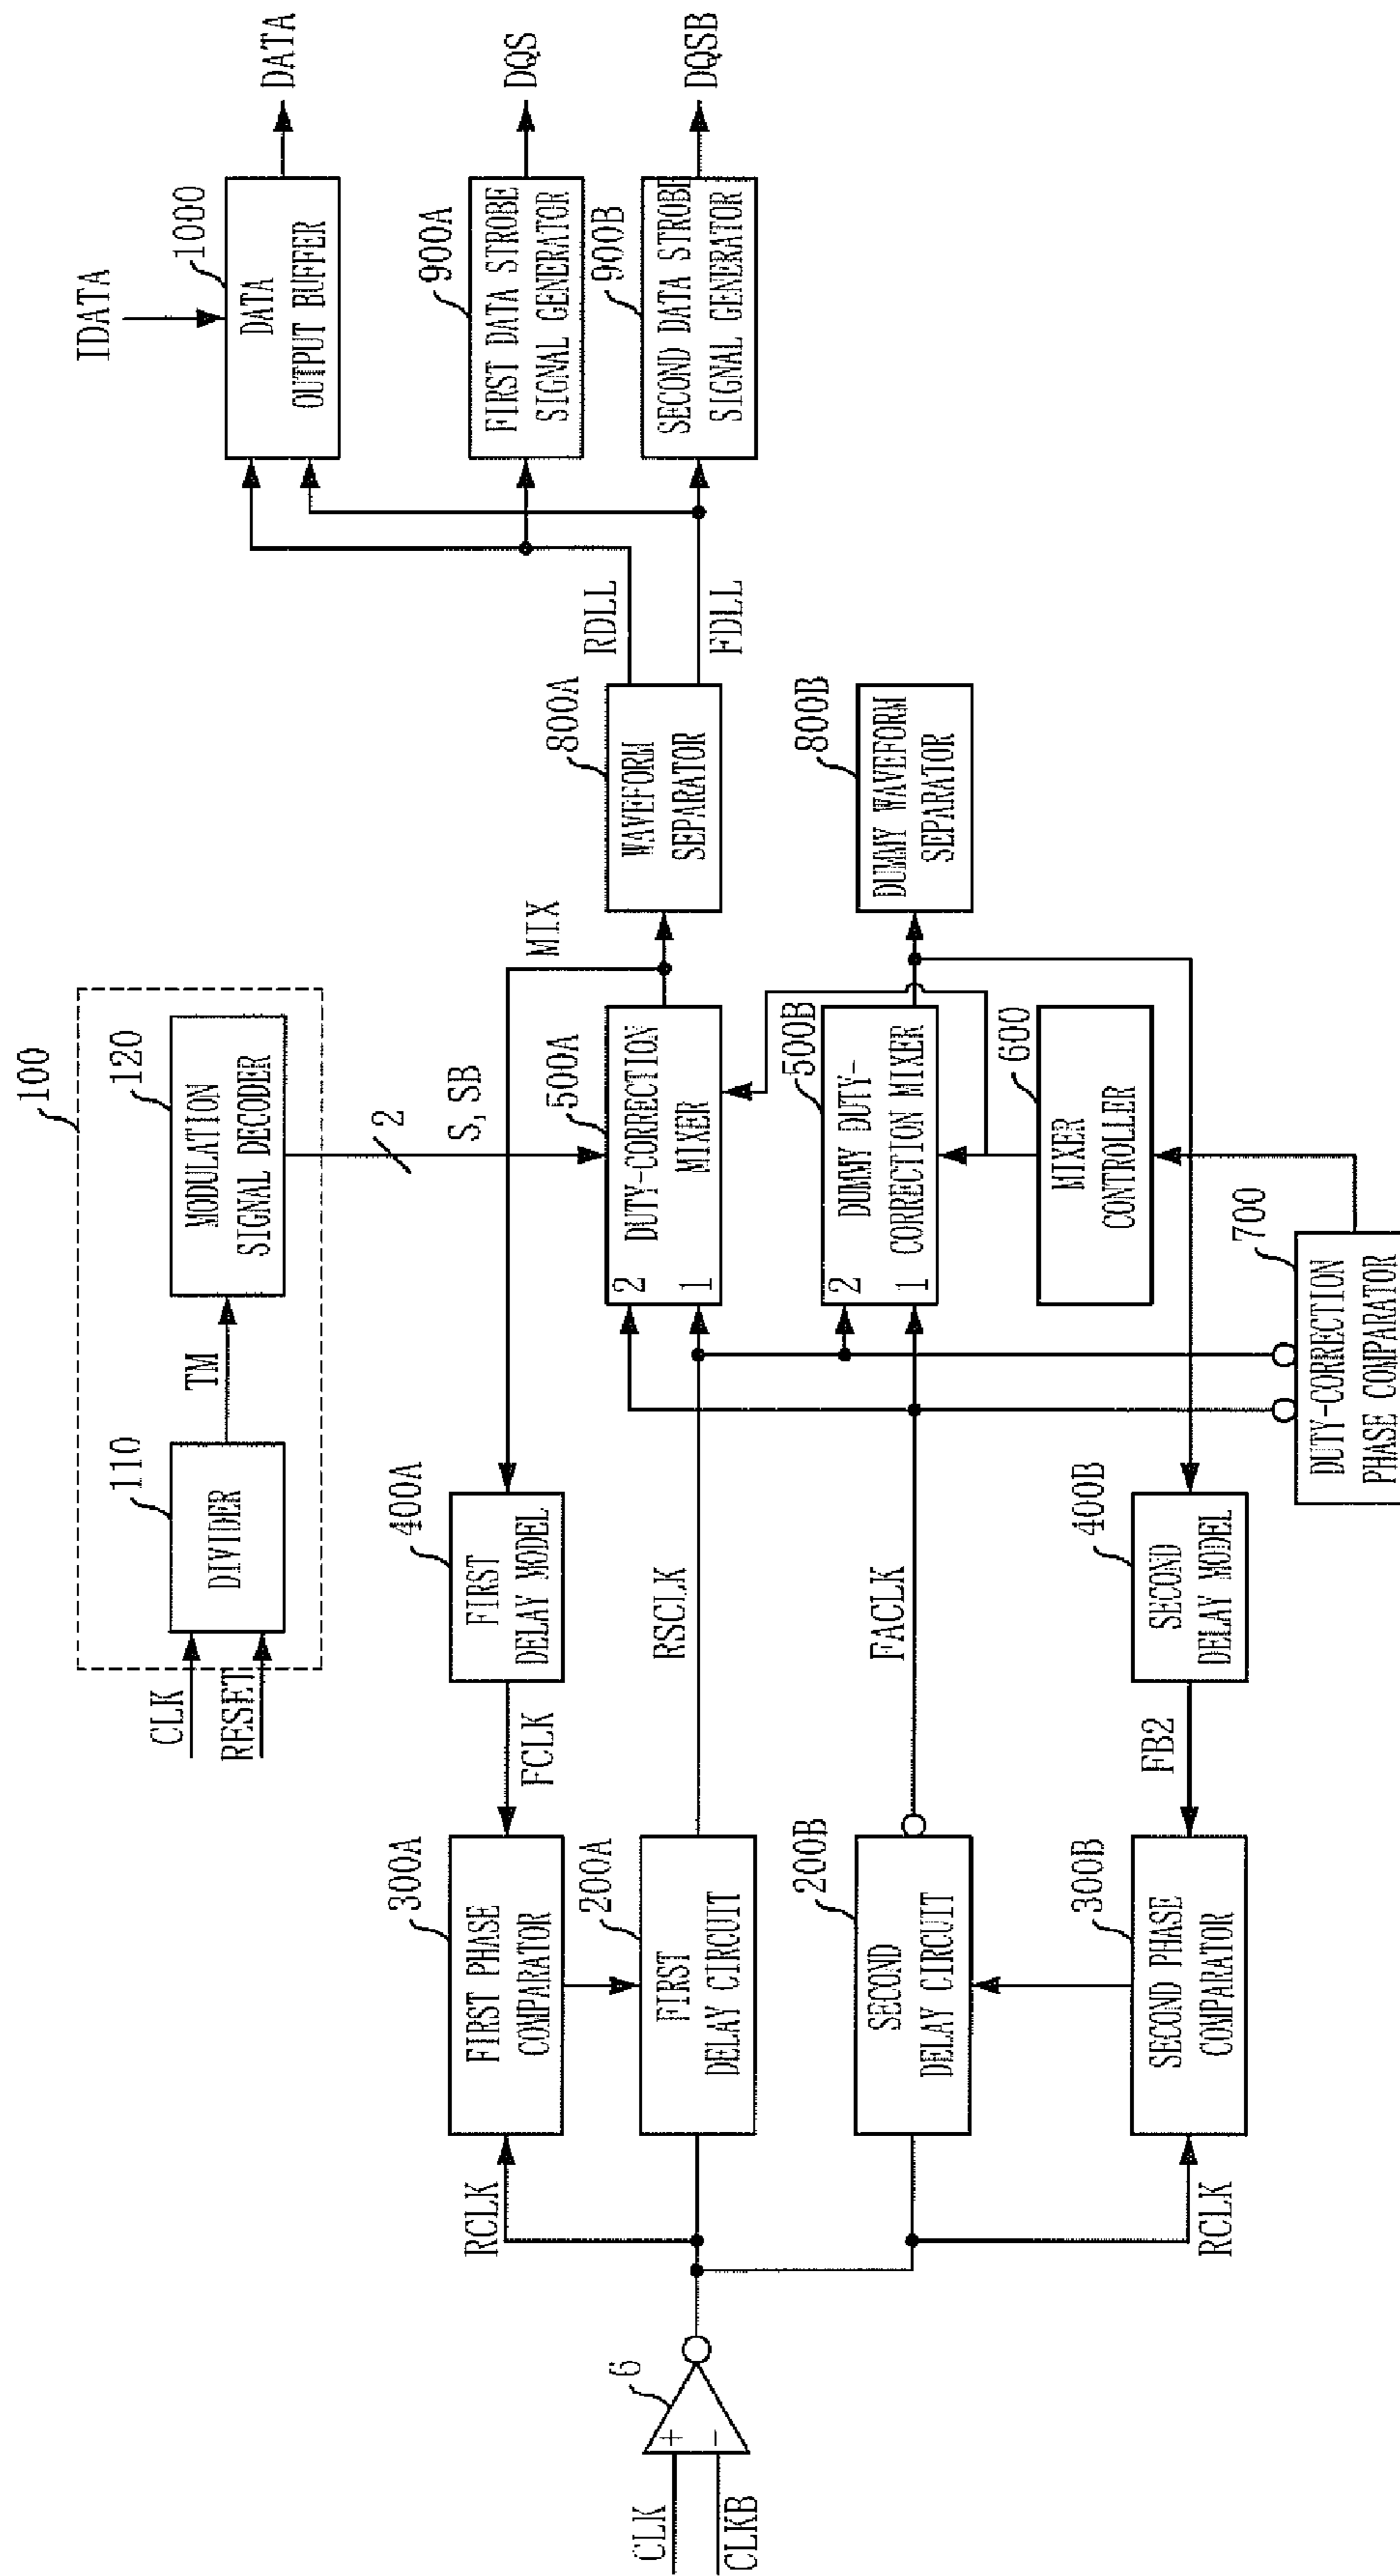 100
CLK
RESET
110
DIVIDER
TM
120
MODULATION
SIGNAL DECODER
2
S, SB
IDATA
1000
DATA
OUTPUT BUFFER
DATA
300A
FIRST PHASE
COMPARATOR
FCLK
400A
FIRST
DELAY MODEL
MIX
900A
FIRST DATA STROBE
SIGNAL GENERATOR
DQS
RCLK
200A
FIRST
DELAY CIRCUIT
RSCLK
2
1
500A
DUTY-CORRECTION
MIXER
800A
WAVEFORM
SEPARATOR
RDLL
FDLL
900B
SECOND DATA STROBE
SIGNAL GENERATOR
DQSB
CLK
CLKB
+
-
6
200B
SECOND
DELAY CIRCUIT
FACLK
2
1
500B
DUMMY DUTY-
CORRECTION MIXER
800B
DUMMY WAVEFORM
SEPARATOR
RCLK
300B
SECOND PHASE
COMPARATOR
FB2
400B
SECOND
DELAY MODEL
600
MIXER
CONTROLLER
700
DUTY-CORRECTION
PHASE COMPARATOR